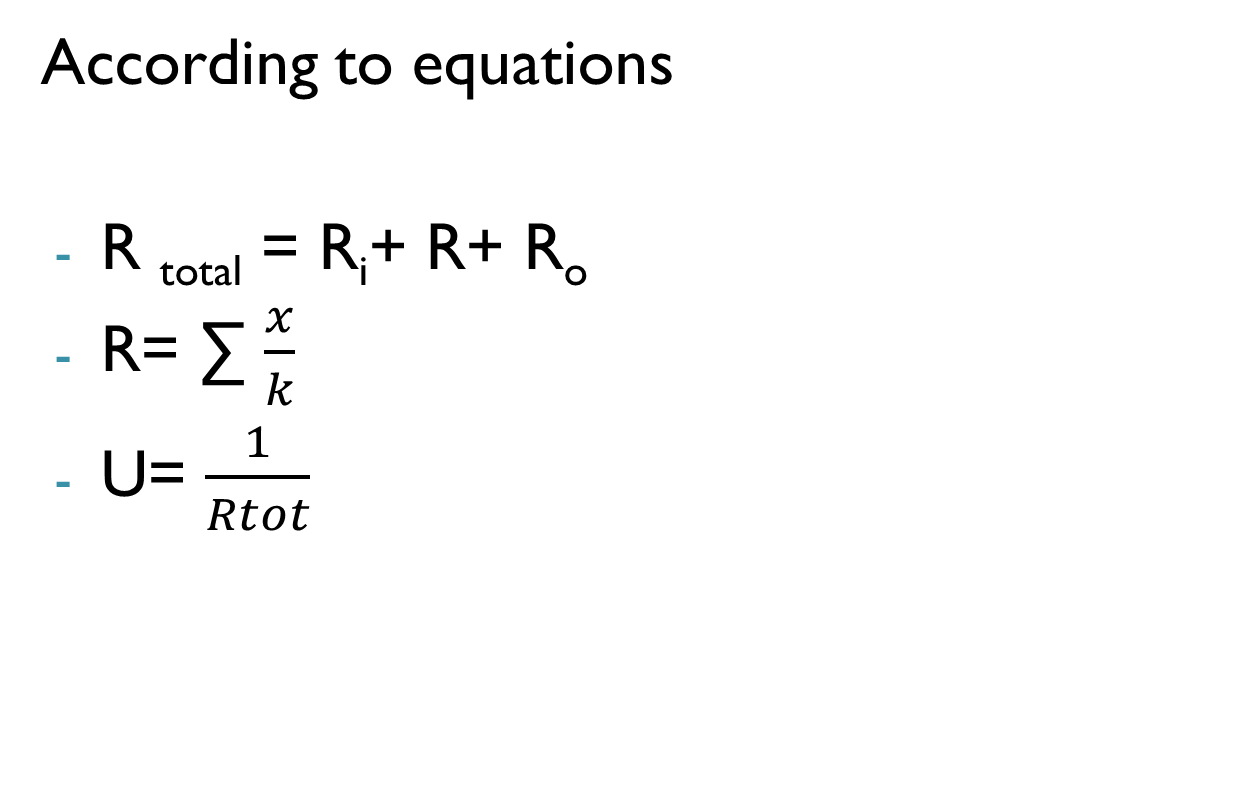 According to equations
- R total = Ri+ R+ Ro
- R= ∑ x/k
- U= 1/Rtot